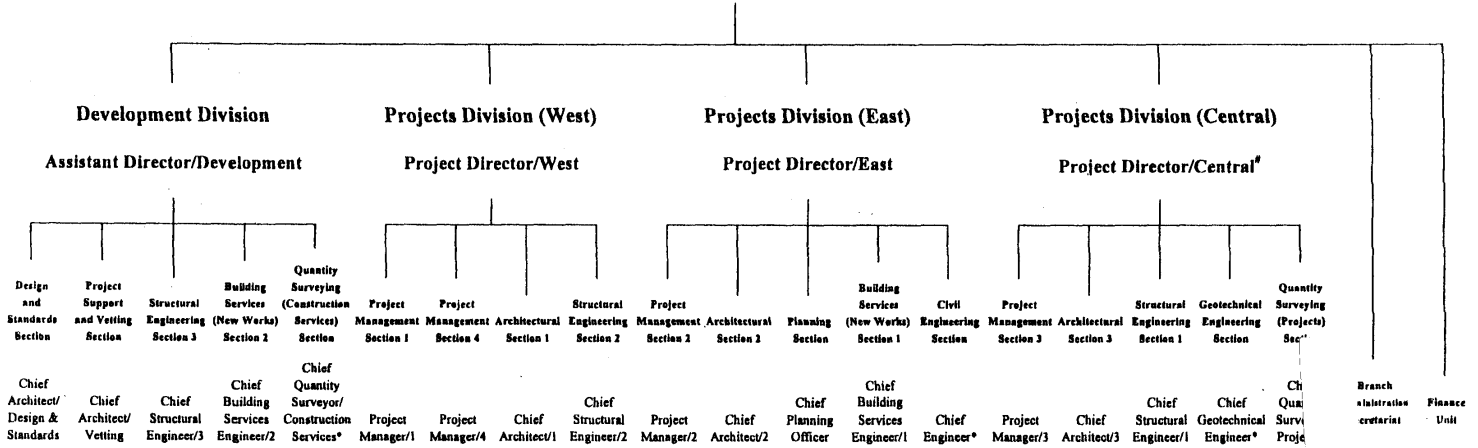 Development Division
Assistant Director/Development
Projects Division (West)
Project Director/West
Projects Division (East)
Project Director/East
Projects Division (Central)
Project Director/Central#
Design
and
Standards
Section
Project
Support
and Vetting
Section
Structural
Engineering
Section 3
Building
Services
(New Works)
Section 2
Quantity
Surveying
(Construction
Services)
Section
Project
Management
Section 1
Project
Management
Section 4
Architectural
Section 1
Structural
Engineering
Section 2
Project
Management
Section 2
Architectural
Section 2
Planning
Section
Building
Services
(New Works)
Section 1
Civil
Engineering
Section
Project
Management
Section 3
Architectural
Section 3
Structural
Engineering
Section 1
Geotechnical
Engineering
Section
Quantity
Surveying
(Projects)
Chief
Architect/
Design &
Standards
Chief
Architect/
Vetting
Chief
Structural
Engineer/3
Chief
Building
Services
Engineer/2
Chief
Quantity
Surveyor/
Construction
Services*
Project
Manager/1
Project
Manager/4
Chief
Architect/1
Chief
Structural
Engineer/2
Project
Manager/2
Chief
Architect/2
Chief
Planning
Officer
Chief
Building
Services
Engineer/1
Chief
Engineer*
Project
Manager/3
Chief
Architect/3
Chief
Structural
Engineer/1
Chief
Geotechnical
Engineer*
Branch
Finance
Unit